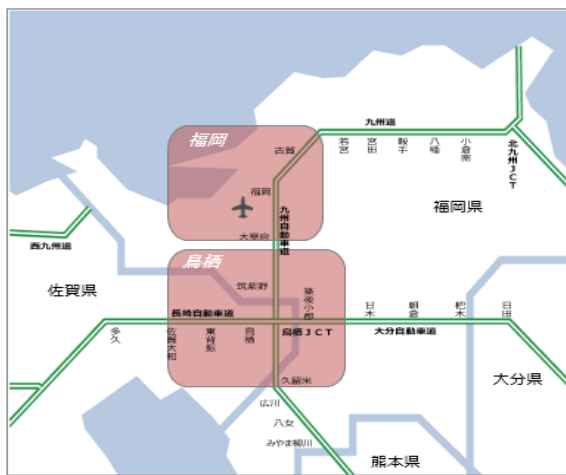 福岡
九州道
古賀
若宮
宮田
鞍手
八幡
小倉南
北九州JCT
福岡
福岡県
九州自動車道
大宰府
西九州道
鳥栖
佐賀県
筑紫野
筑後小郡
甘木
朝倉
杷木
日田
長崎自動車道
多久
佐賀大和
東背振
鳥栖
鳥栖JCT
大分自動車道
大分県
久留米
広川
八女
みやま柳川
熊本県